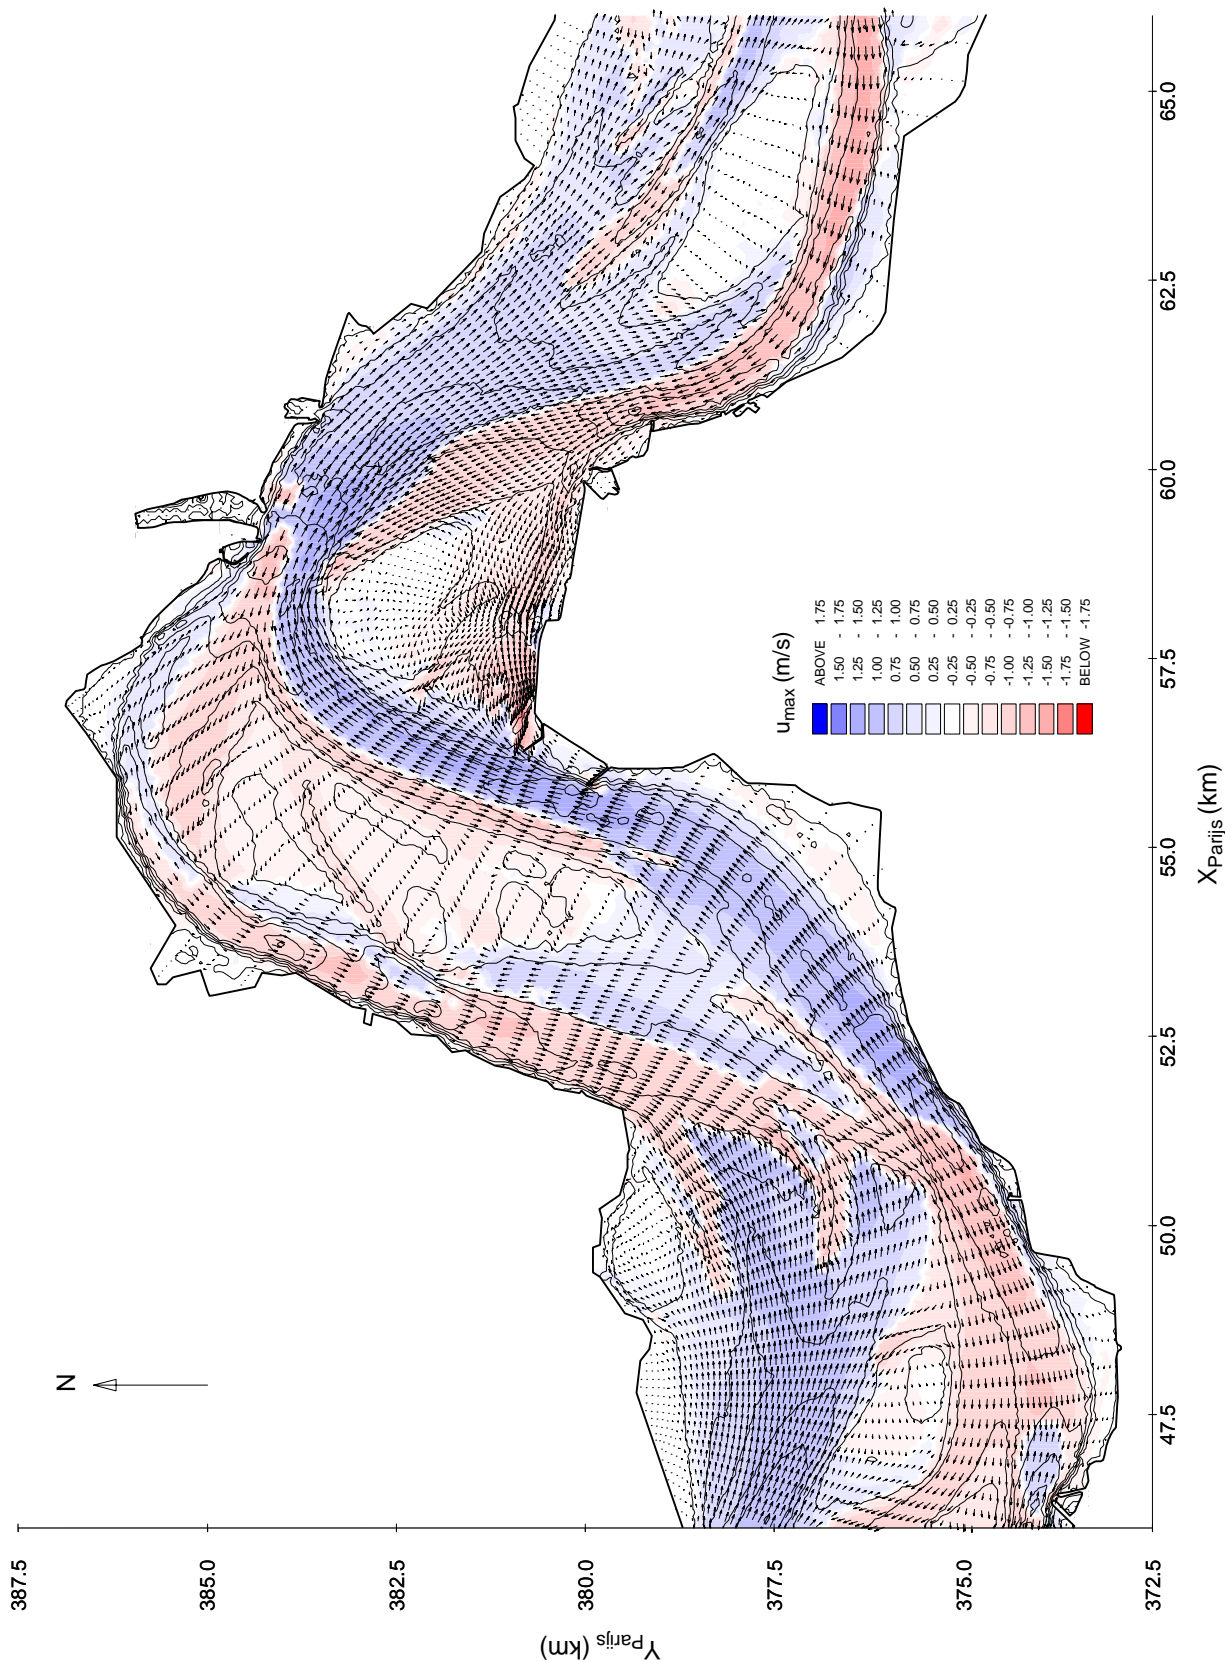 N
387.5
385.0
382.5
380.0
377.5
375.0
372.5
Y_Parijs (km)
47.5
50.0
52.5
55.0
57.5
60.0
62.5
65.0
X_Parijs (km)
u_max (m/s)
ABOVE 1.75
1.50 - 1.75
1.25 - 1.50
1.00 - 1.25
0.75 - 1.00
0.50 - 0.75
0.25 - 0.50
-0.25 - 0.25
-0.50 - -0.25
-0.75 - -0.50
-1.00 - -0.75
-1.25 - -1.00
-1.50 - -1.25
-1.75 - -1.50
BELOW -1.75